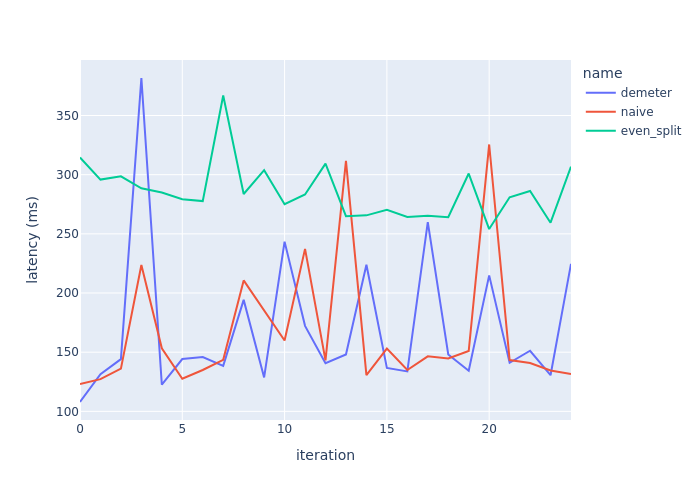 name
demeter
naive
even_split
350
300
250
200
150
100
0 5 10 15 20
latency (ms)
iteration